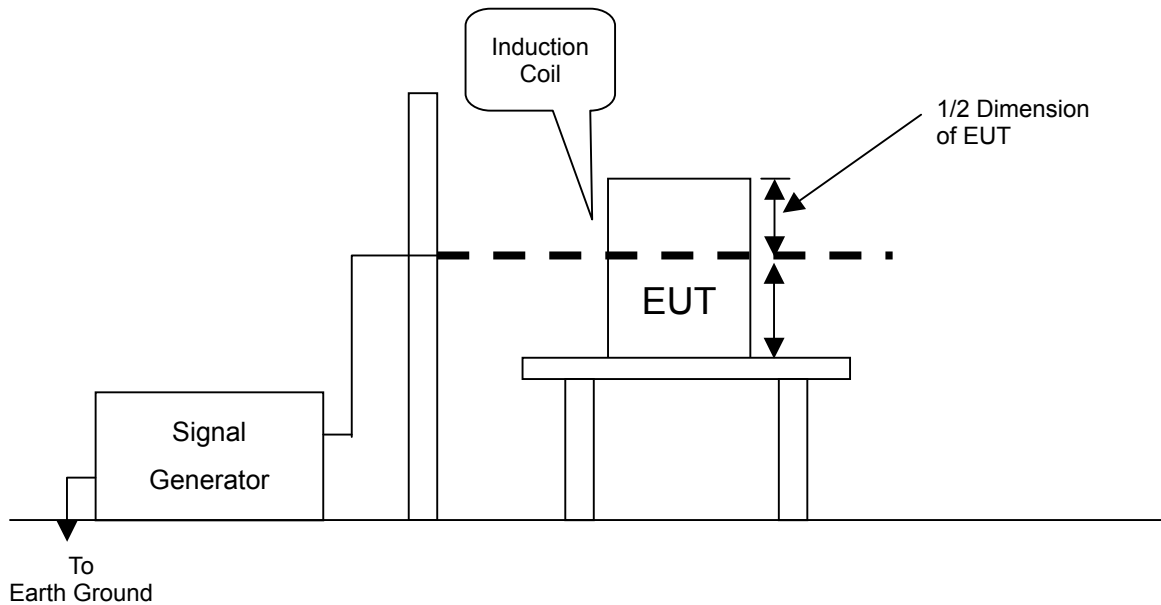 Induction
Coil
1/2 Dimension
of EUT
EUT
Signal
Generator
To
Earth Ground